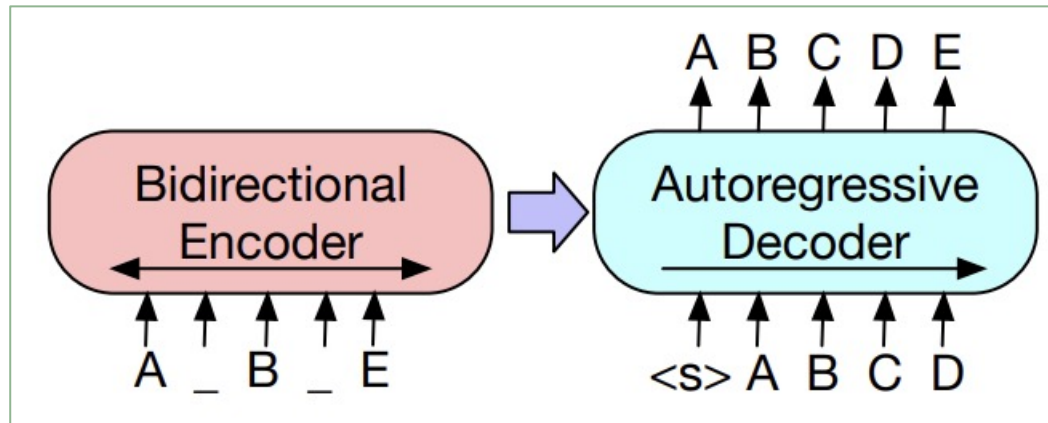 A B C D E
Bidirectional
Encoder
Autoregressive
Decoder
A _ B _ E
<s> A B C D